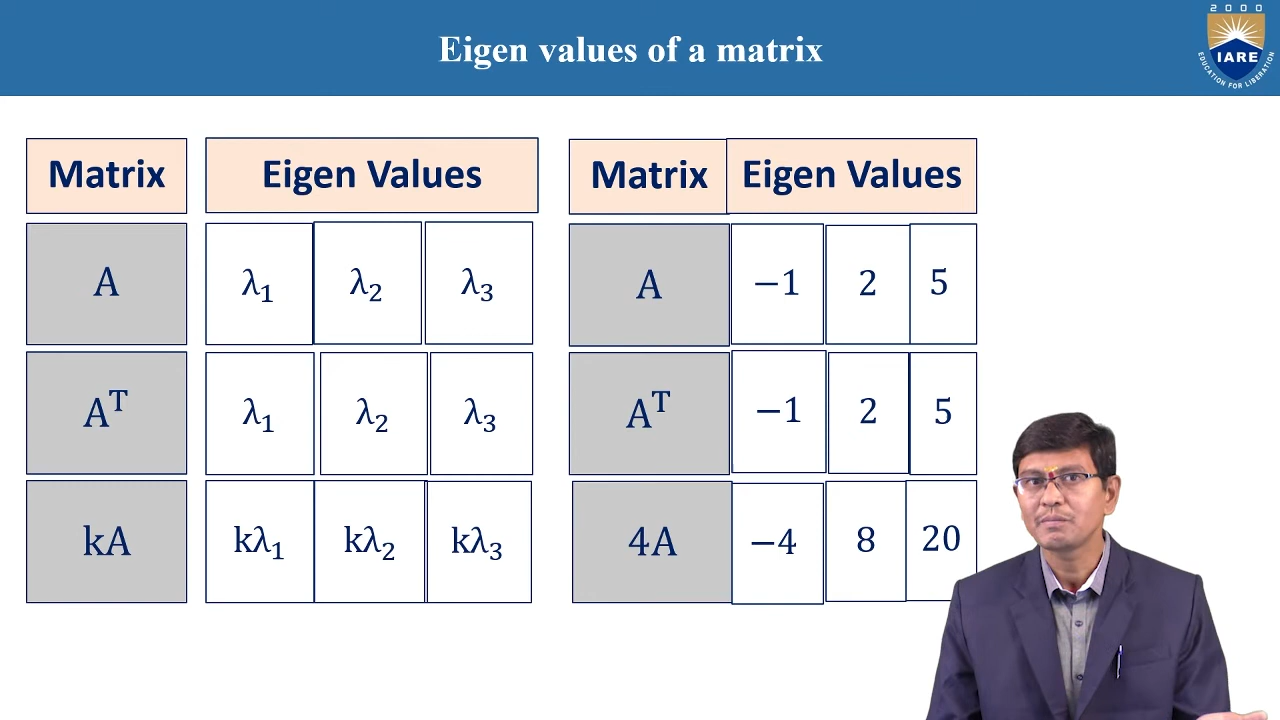 2000
IARE
EDUCATION FOR LIBERATION
Eigen values of a matrix
Matrix Eigen Values
A λ₁ λ₂ λ₃
Aᵀ λ₁ λ₂ λ₃
kA kλ₁ kλ₂ kλ₃
Matrix Eigen Values
A −1 2 5
Aᵀ −1 2 5
4A −4 8 20